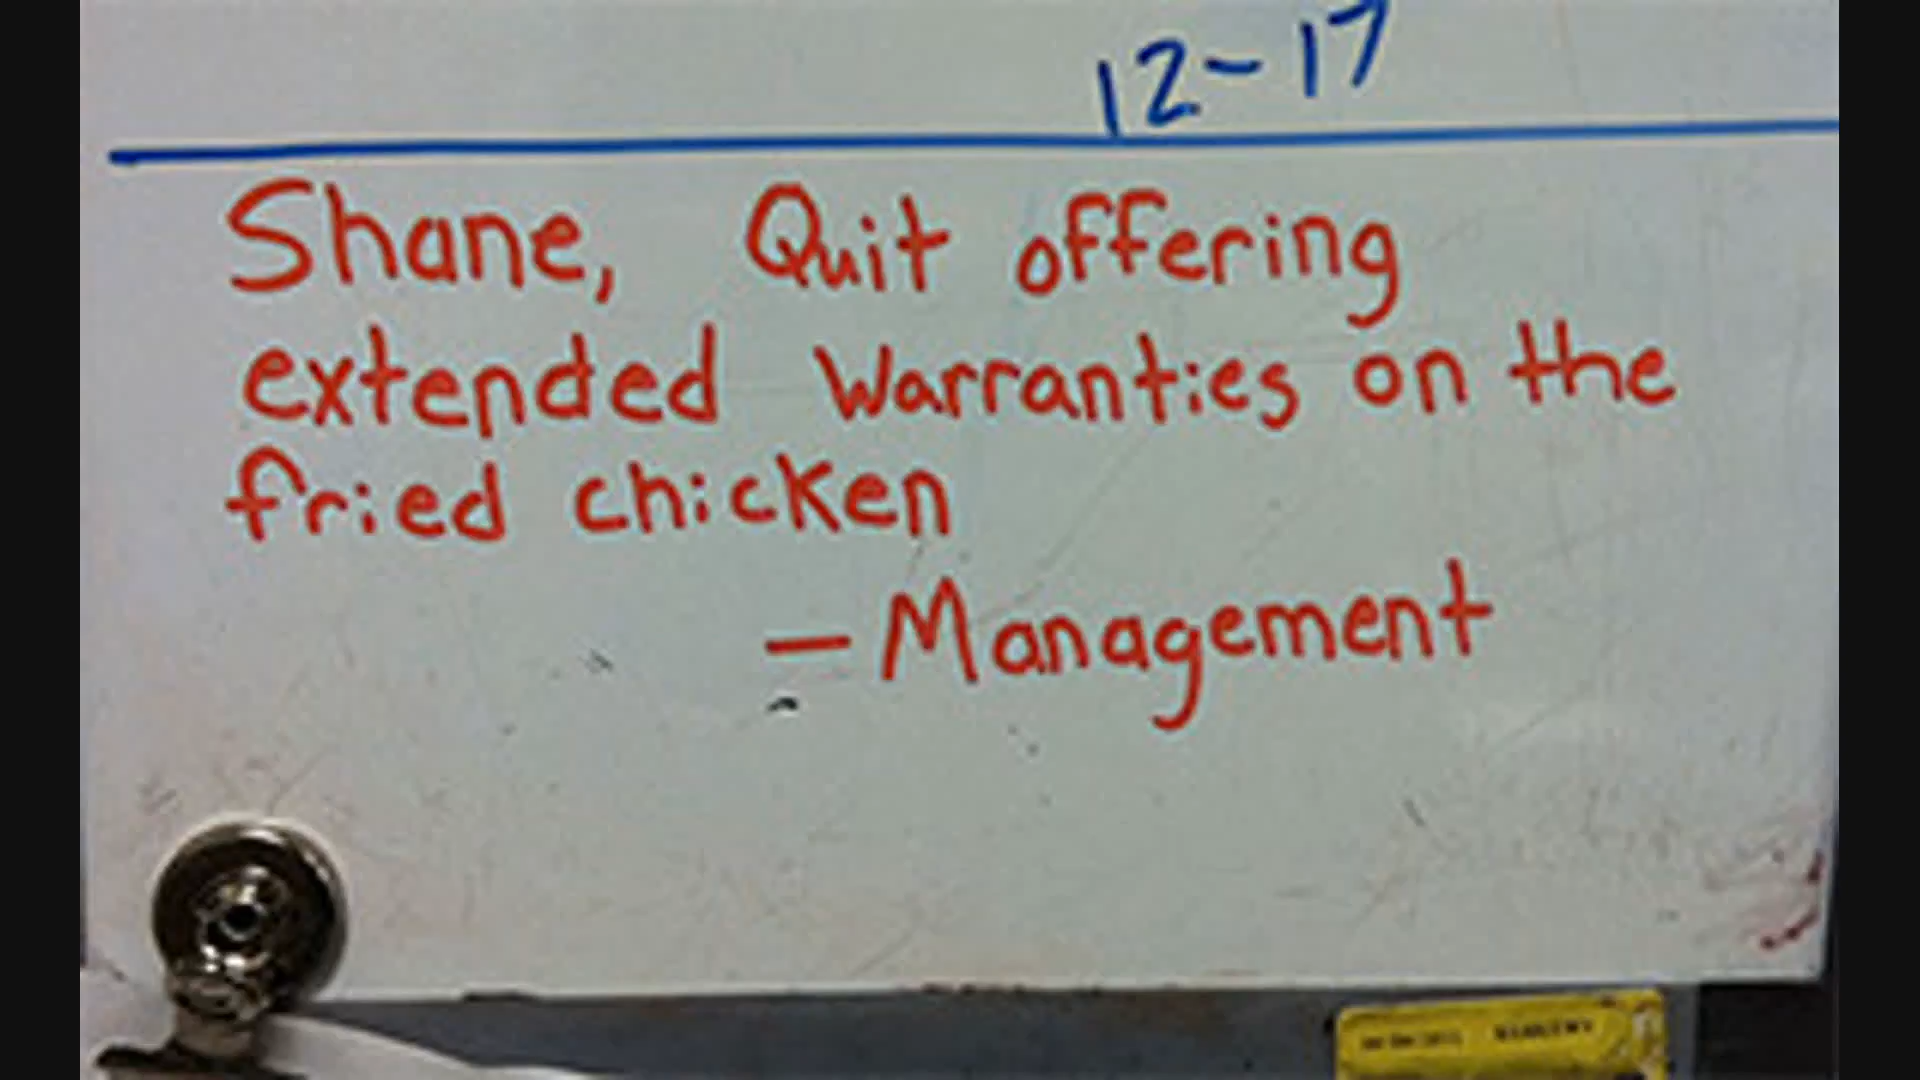 12-17
Shane, Quit offering
extended warranties on the
fried chicken
- Management